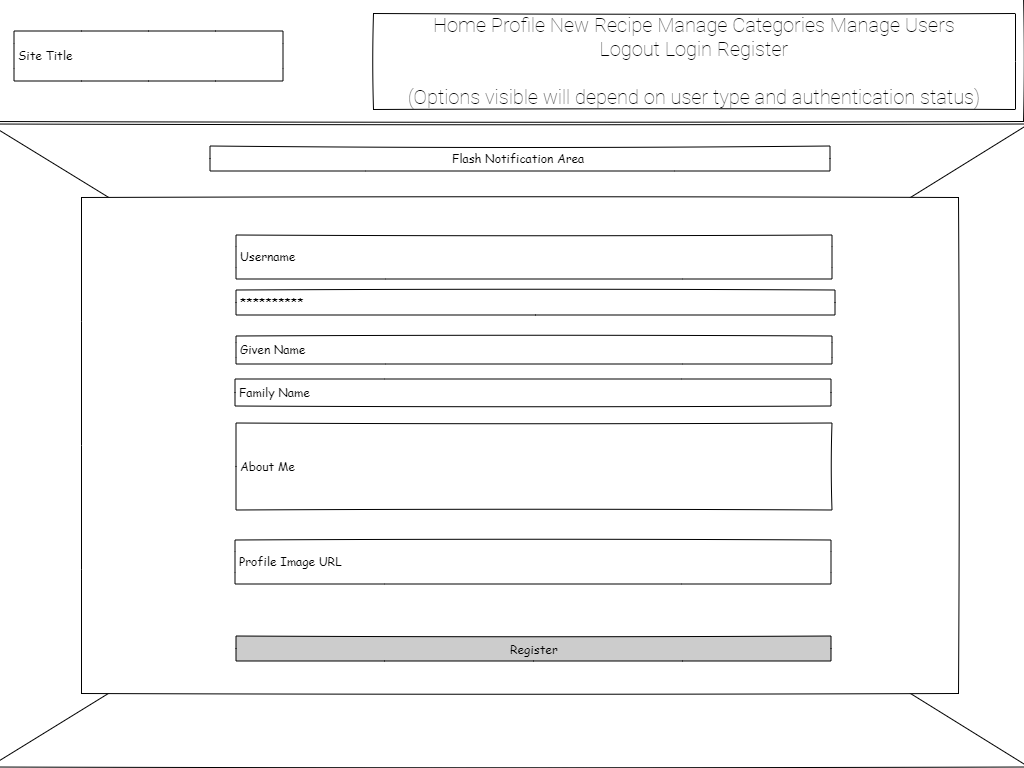 Home Profile New Recipe Manage Categories Manage Users
Logout Login Register
Site Title
(Options visible will depend on user type and authentication status)
Flash Notification Area
Username
**********
Given Name
Family Name
About Me
Profile Image URL
Register